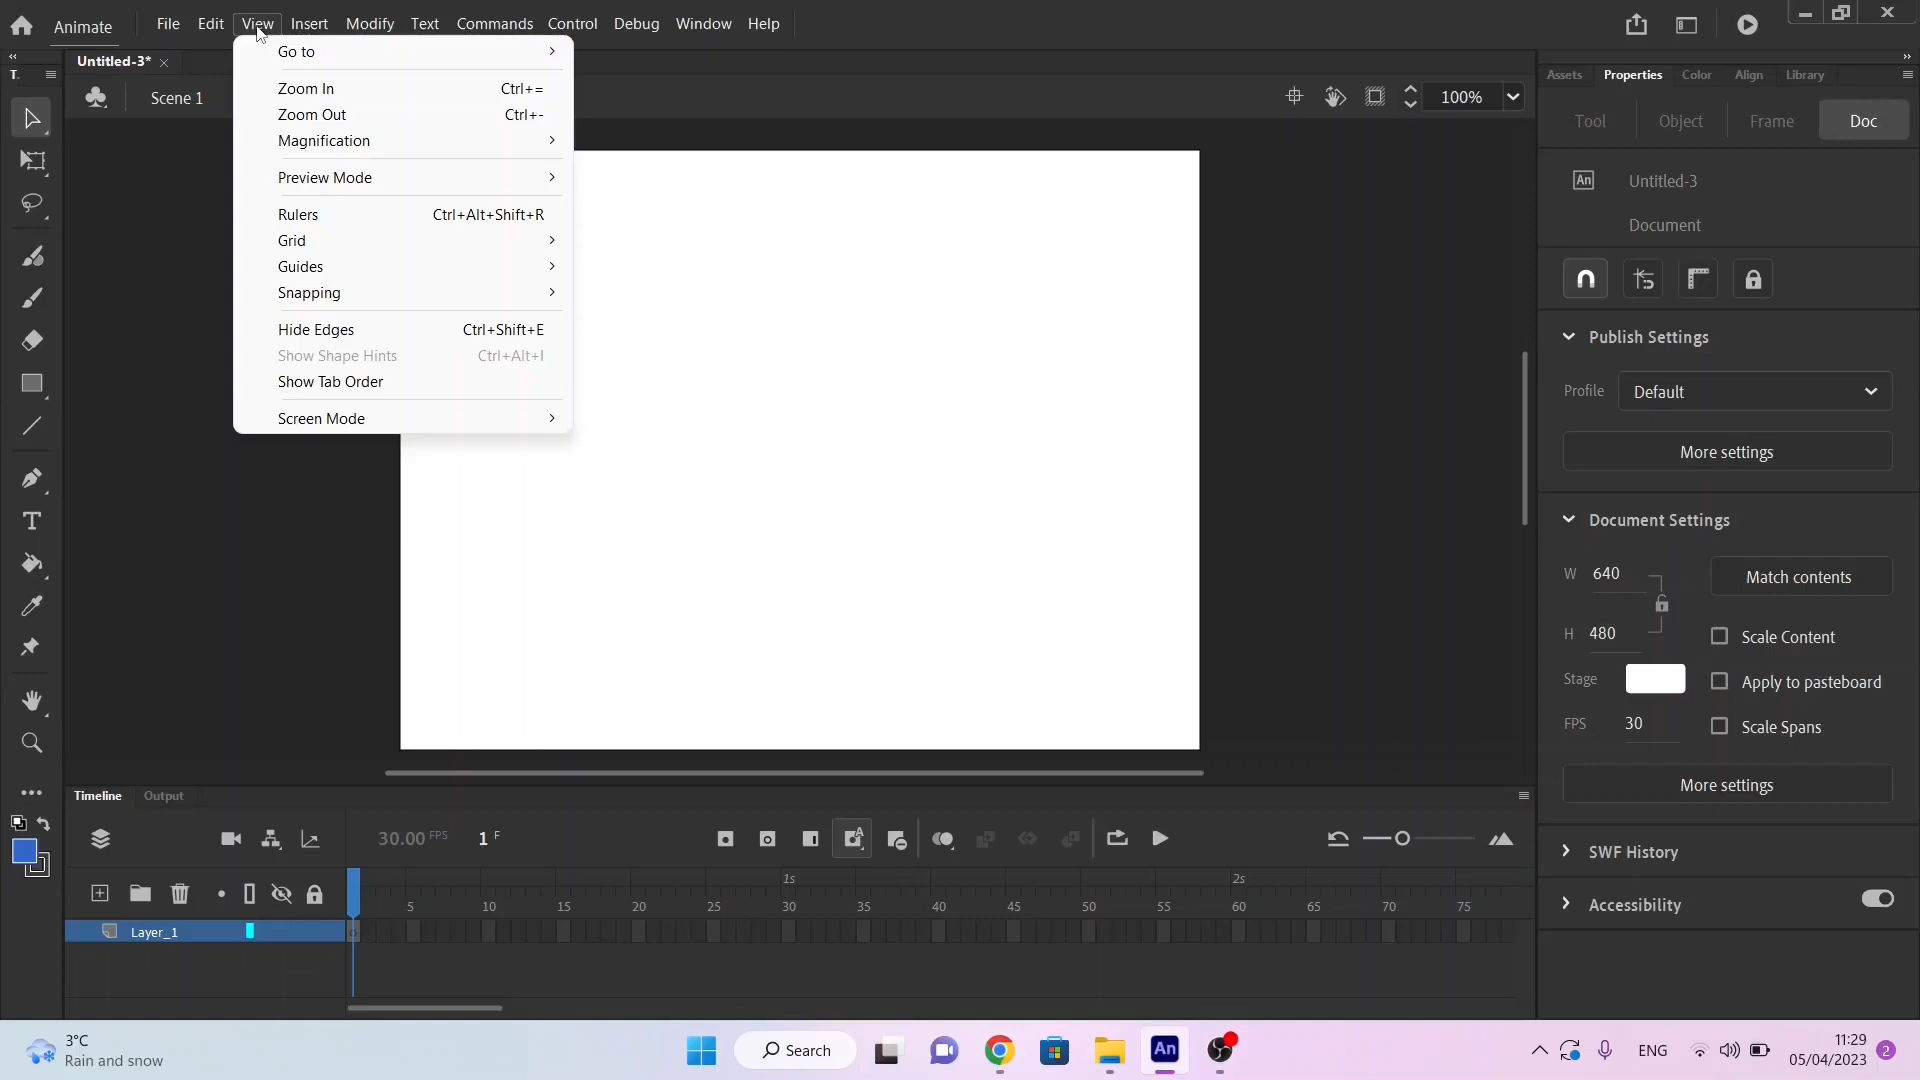 Animate
File Edit View Insert Modify Text Commands Control Debug Window Help
Untitled-3*
T.
Scene 1
100%
Go to
Zoom In Ctrl+=
Zoom Out Ctrl+-
Magnification
Preview Mode
Rulers Ctrl+Alt+Shift+R
Grid
Guides
Snapping
Hide Edges Ctrl+Shift+E
Show Shape Hints Ctrl+Alt+I
Show Tab Order
Screen Mode
Assets Properties Color Align Library
Tool Object Frame Doc
An Untitled-3
Document
Publish Settings
Profile Default
More settings
Document Settings
W 640 Match contents
H 480 Scale Content
Stage Apply to pasteboard
FPS 30 Scale Spans
More settings
SWF History
Accessibility
T
Timeline Output
30.00 FPS 1 F
A
1s 2s
5 10 15 20 25 30 35 40 45 50 55 60 65 70 75
Layer_1
3°C
Rain and snow
Search
An
ENG
11:29
05/04/2023
2